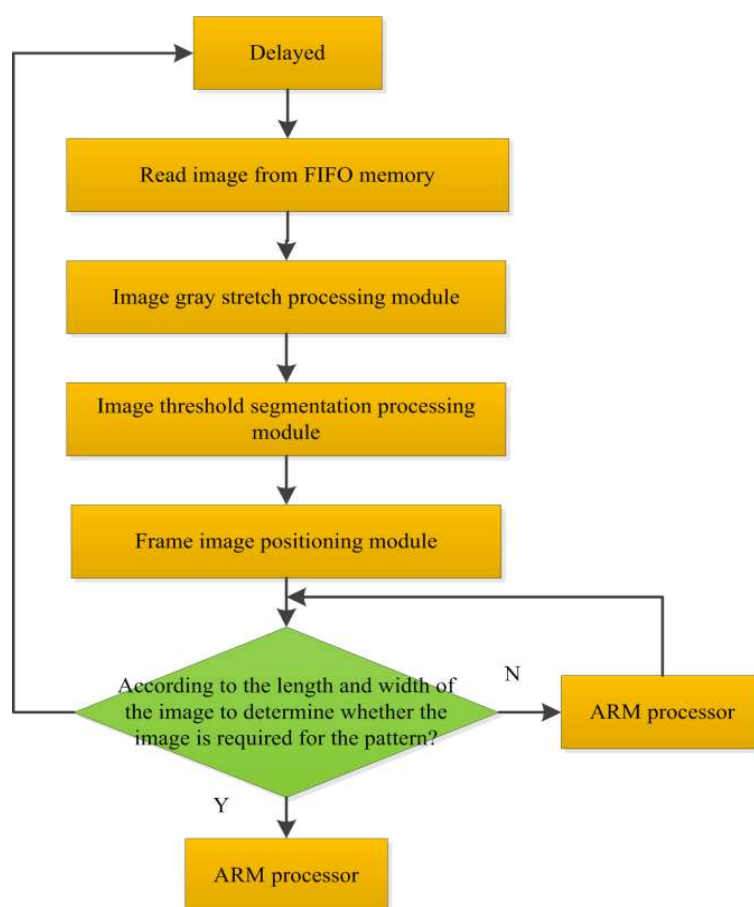 Delayed
Read image from FIFO memory
Image gray stretch processing module
Image threshold segmentation processing
module
Frame image positioning module
According to the length and width of
the image to determine whether the
image is required for the pattern?
N
ARM processor
Y
ARM processor